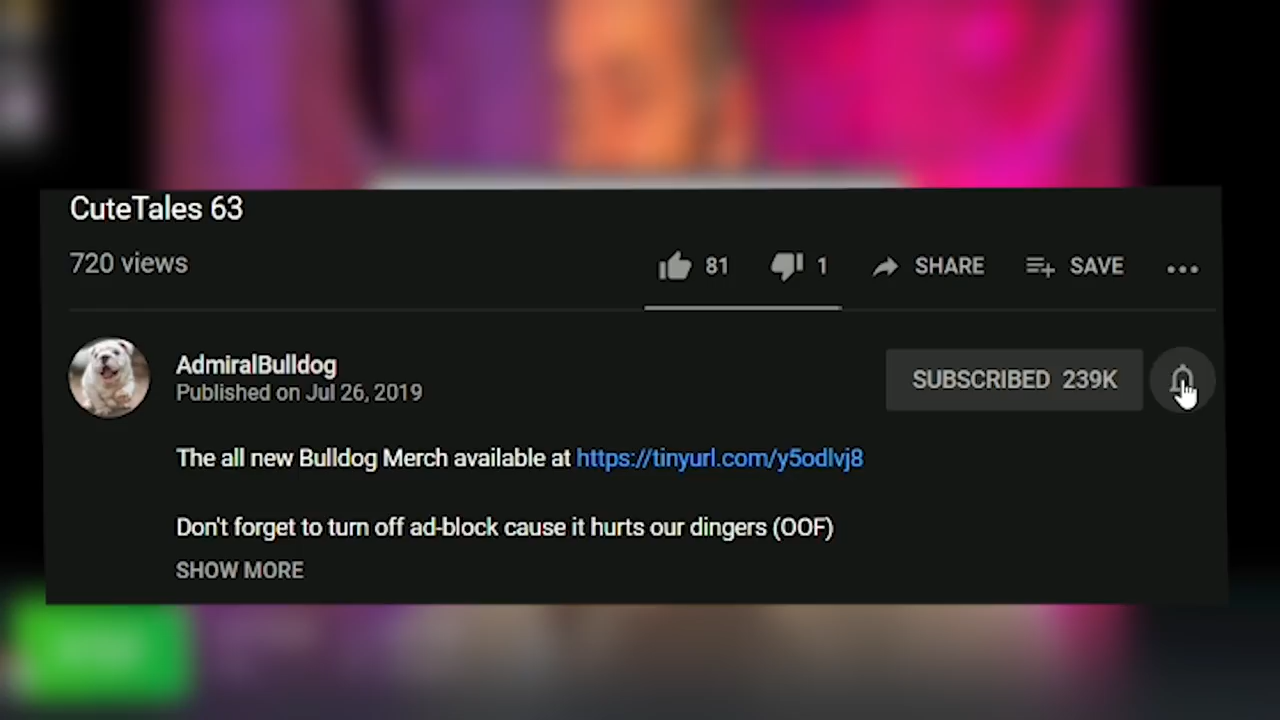 CuteTales 63
720 views
81 1 SHARE SAVE
AdmiralBulldog
Published on Jul 26, 2019
SUBSCRIBED 239K
The all new Bulldog Merch available at https://tinyurl.com/y5odlvj8
Don't forget to turn off ad-block cause it hurts our dingers (OOF)
SHOW MORE